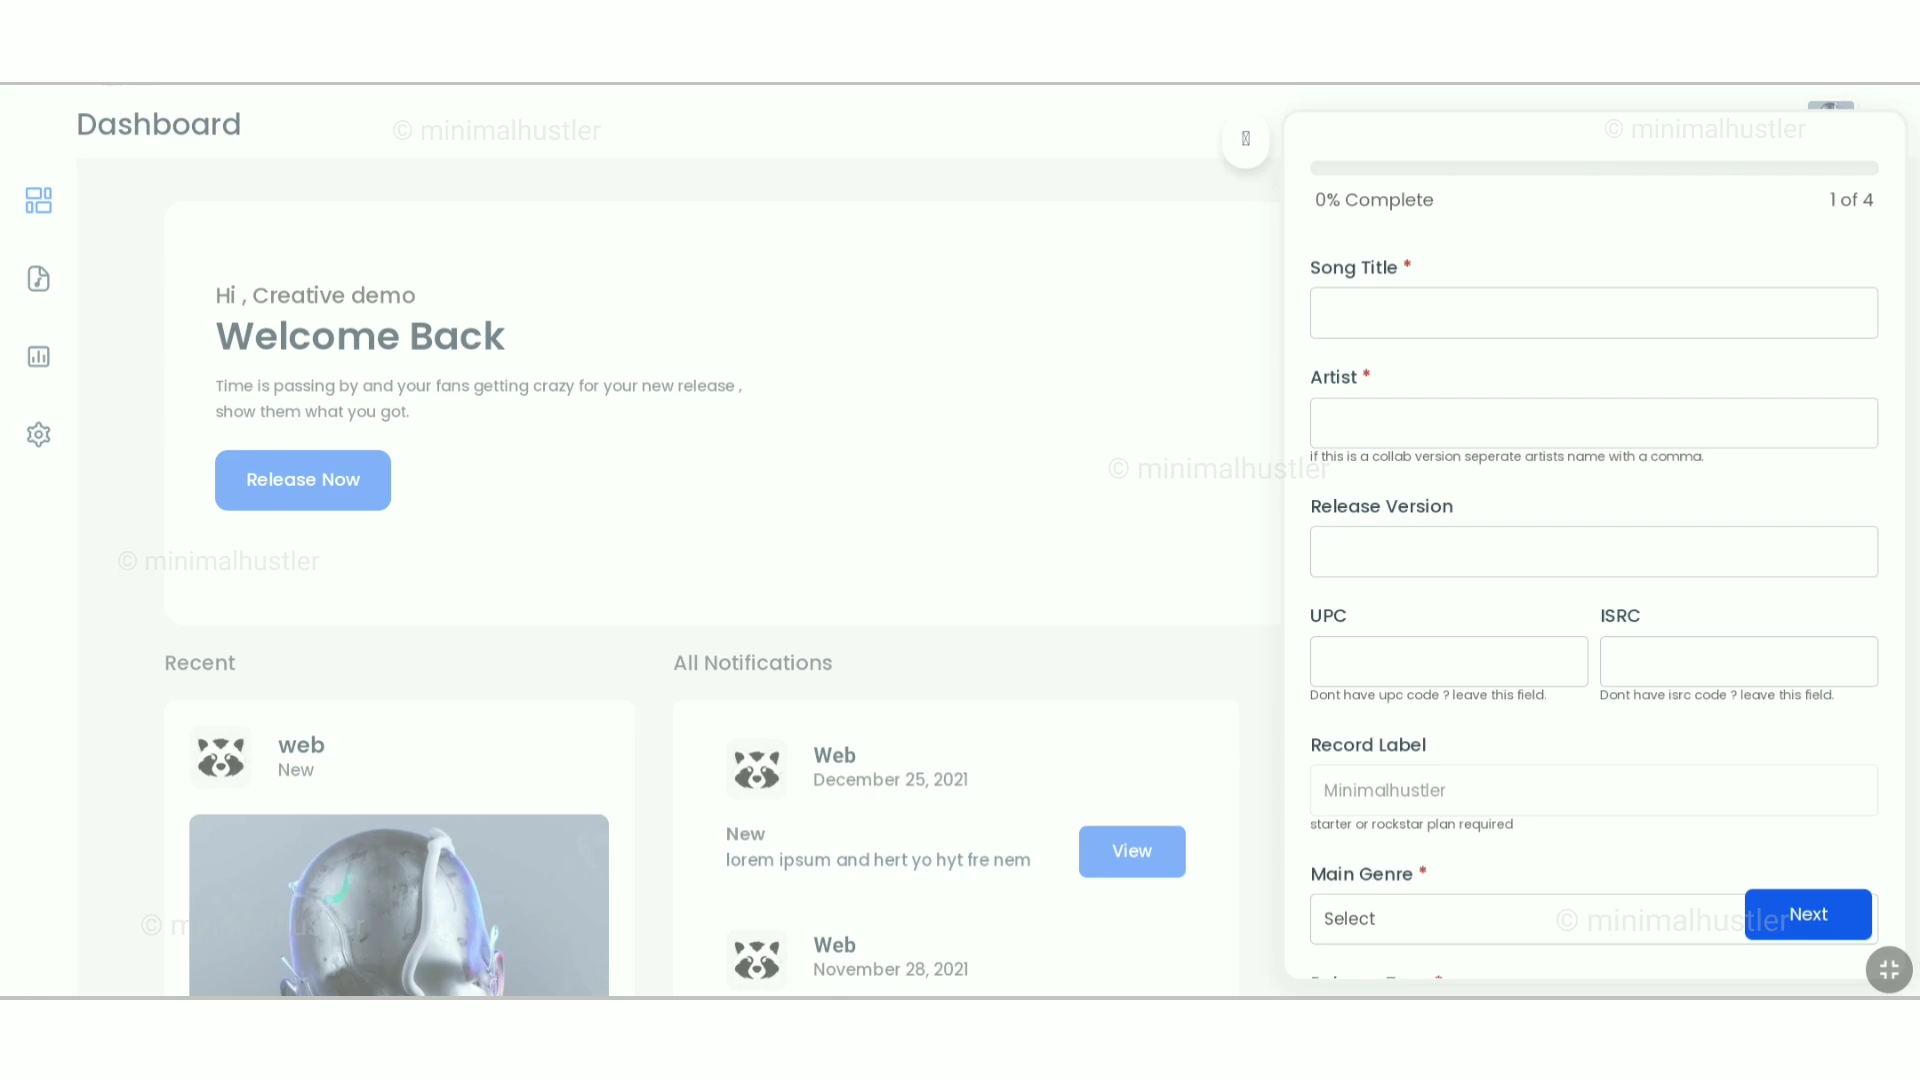 Dashboard
© minimalhustler
© minimalhustler
0% Complete
1 of 4
Song Title *
Artist *
if this is a collab version seperate artists name with a comma.
Release Version
UPC
ISRC
Dont have upc code ? leave this field.
Dont have isrc code ? leave this field.
Record Label
Minimalhustler
starter or rockstar plan required
Main Genre *
Select
© minimalhustler
Next
Hi , Creative demo
Welcome Back
Time is passing by and your fans getting crazy for your new release ,
show them what you got.
© minimalhustler
Release Now
© minimalhustler
Recent
web
New
©
All Notifications
Web
December 25, 2021
New
lorem ipsum and hert yo hyt fre nem
View
Web
November 28, 2021